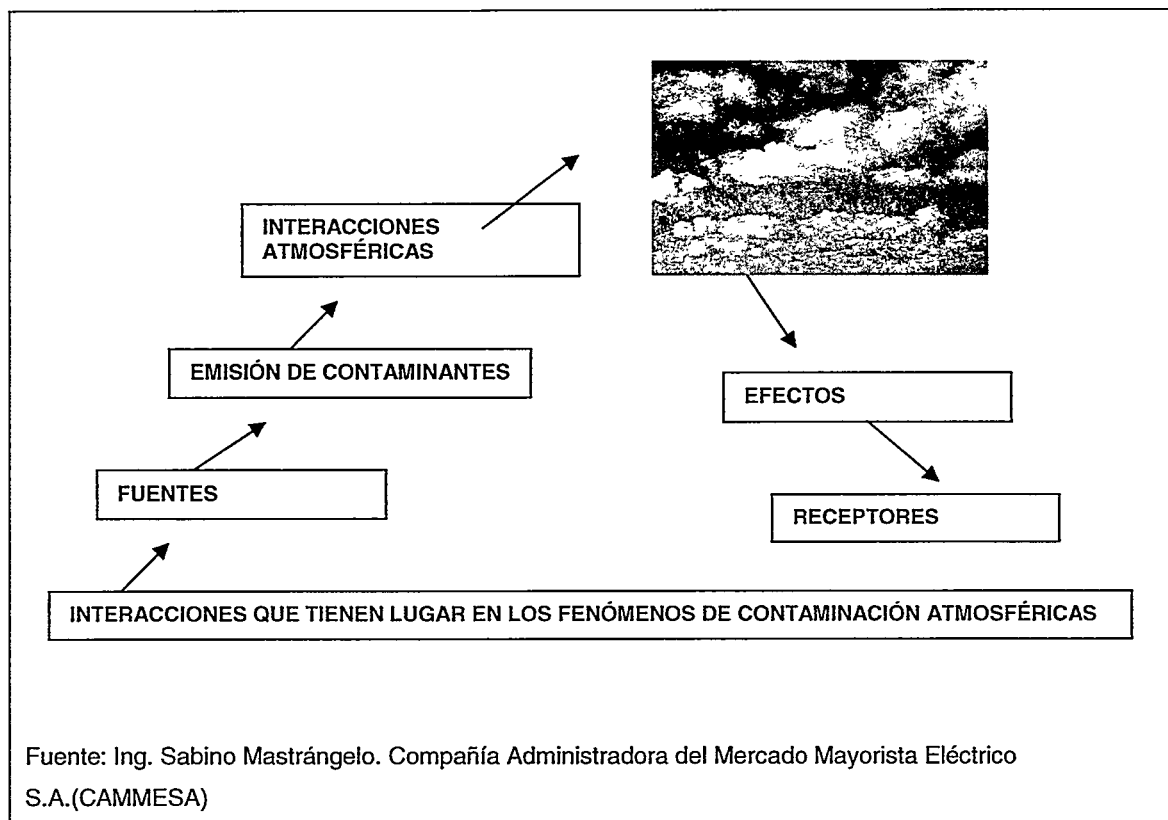 INTERACCIONES
ATMOSFÉRICAS
EMISIÓN DE CONTAMINANTES
EFECTOS
FUENTES
RECEPTORES
INTERACCIONES QUE TIENEN LUGAR EN LOS FENÓMENOS DE CONTAMINACIÓN ATMOSFÉRICAS
Fuente: Ing. Sabino Mastrángelo. Compañía Administradora del Mercado Mayorista Eléctrico
S.A.(CAMMESA)